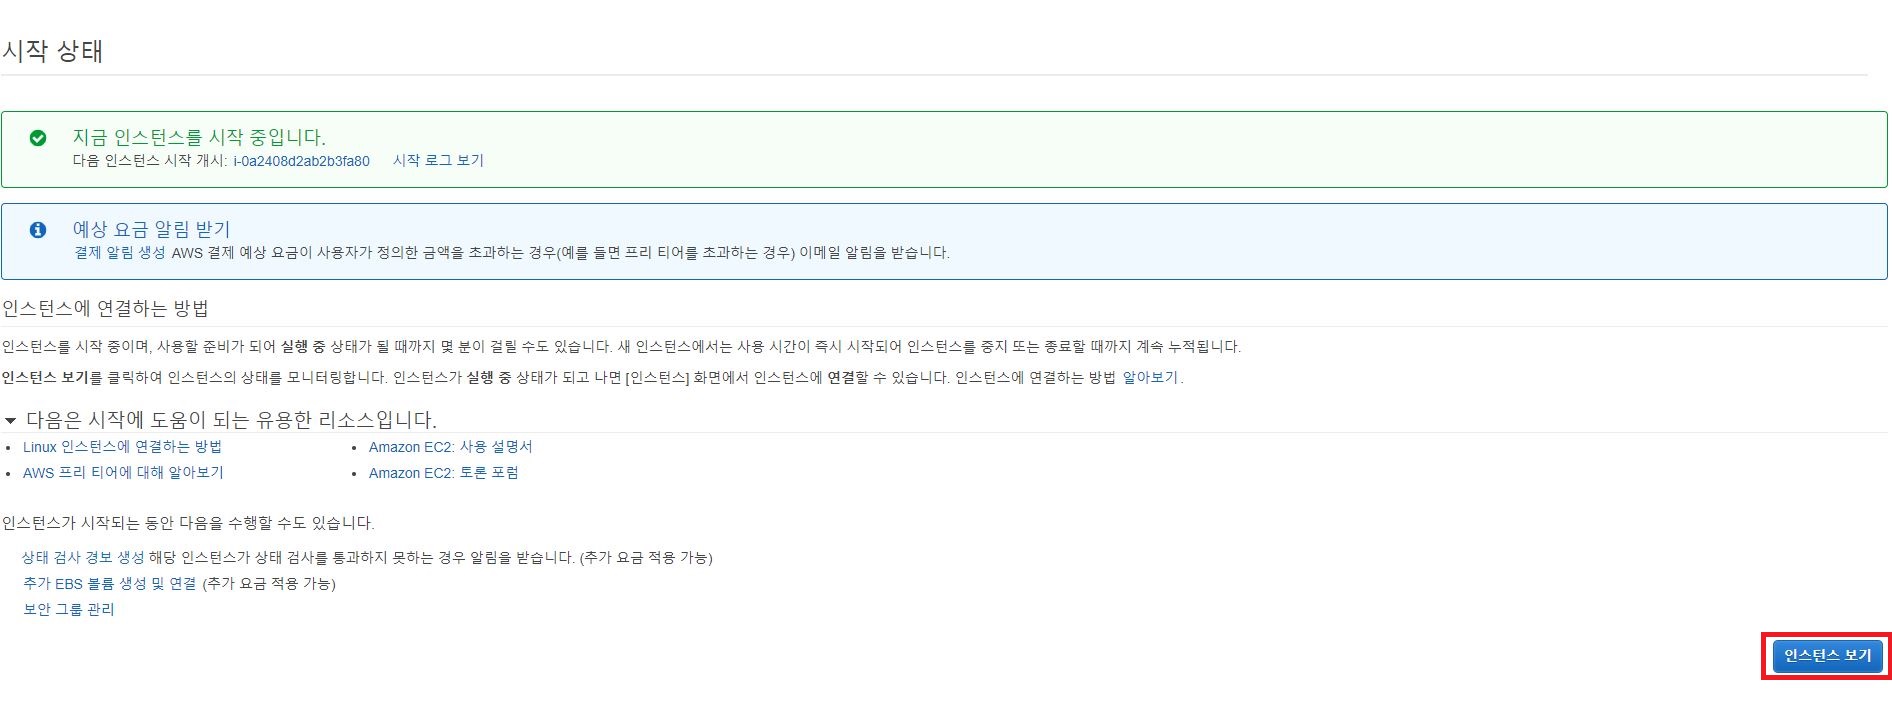 시작 상태
지금 인스턴스를 시작 중입니다.
다음 인스턴스 시작 개시: i-0a2408d2ab2b3fa80 시작 로그 보기
예상 요금 알림 받기
결제 알림 생성 AWS 결제 예상 요금이 사용자가 정의한 금액을 초과하는 경우(예를 들면 프리 티어를 초과하는 경우) 이메일 알림을 받습니다.
인스턴스에 연결하는 방법
인스턴스를 시작 중이며, 사용할 준비가 되어 실행 중 상태가 될 때까지 몇 분이 걸릴 수도 있습니다. 새 인스턴스에서는 사용 시간이 즉시 시작되어 인스턴스를 중지 또는 종료할 때까지 계속 누적됩니다.
인스턴스 보기를 클릭하여 인스턴스의 상태를 모니터링합니다. 인스턴스가 실행 중 상태가 되고 나면 [인스턴스] 화면에서 인스턴스에 연결할 수 있습니다. 인스턴스에 연결하는 방법 알아보기.
다음은 시작에 도움이 되는 유용한 리소스입니다.
• Linux 인스턴스에 연결하는 방법 • Amazon EC2: 사용 설명서
• AWS 프리 티어에 대해 알아보기 • Amazon EC2: 토론 포럼
인스턴스가 시작되는 동안 다음을 수행할 수도 있습니다.
상태 검사 경보 생성 해당 인스턴스가 상태 검사를 통과하지 못하는 경우 알림을 받습니다. (추가 요금 적용 가능)
추가 EBS 볼륨 생성 및 연결 (추가 요금 적용 가능)
보안 그룹 관리
인스턴스 보기